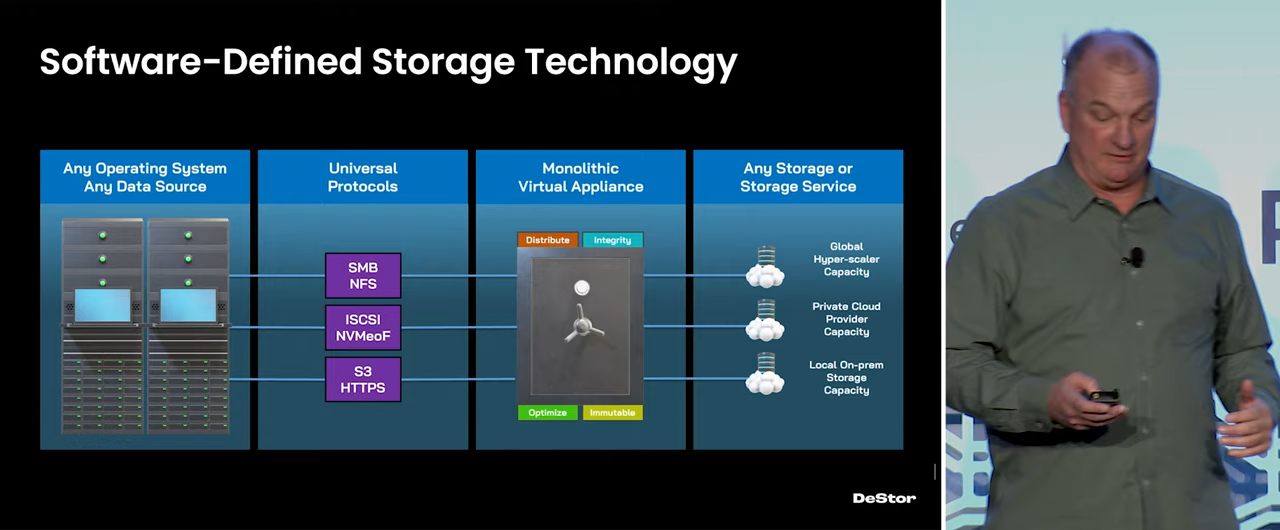 Software-Defined Storage Technology
Any Operating System
Any Data Source
Universal
Protocols
Monolithic
Virtual Appliance
Any Storage or
Storage Service
SMB
NFS
ISCSI
NVMeoF
S3
HTTPS
Distribute
Integrity
Optimize
Immutable
Global
Hyper-scaler
Capacity
Private Cloud
Provider
Capacity
Local On-prem
Storage
Capacity
DeStor